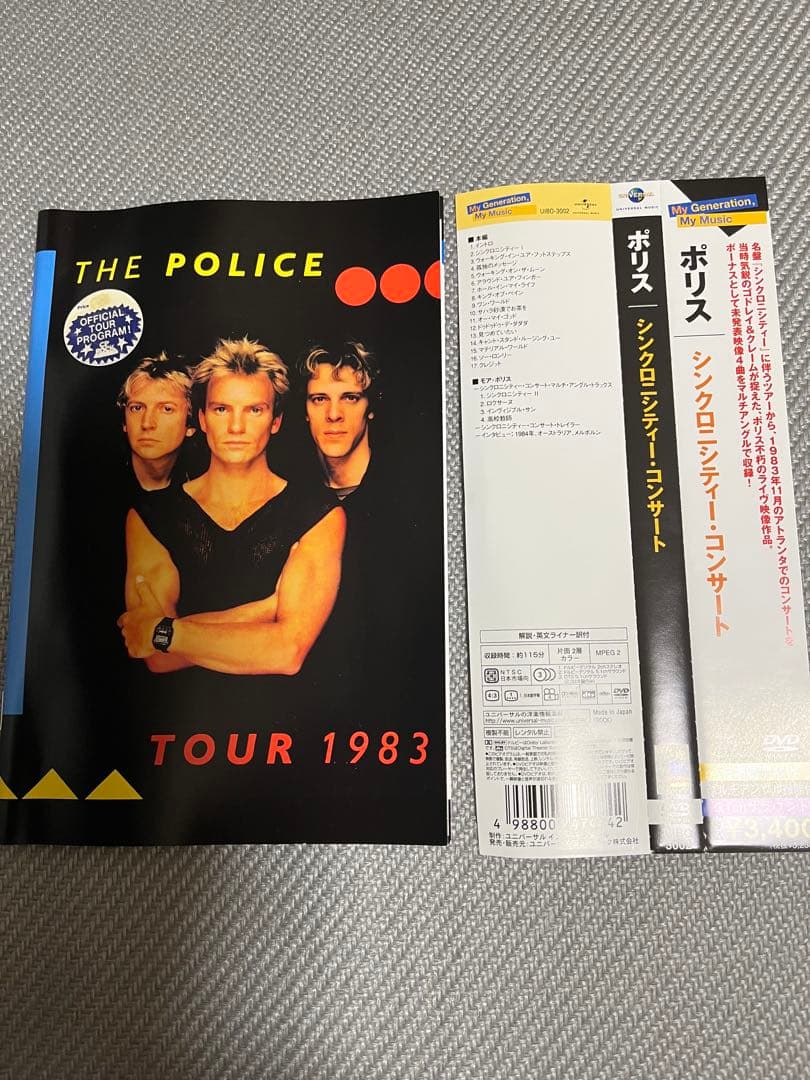 THE POLICE
Price
OFFICIAL
TOUR
PROGRAM!
TOUR 1983
My Generation,
My Music
UIBO-3002
UNIVERSAL MUSIC
■本編
1.イントロ
2.シンクロニシティー I
3.ウォーキング・イン・ユア・フットステップス
4.孤独のメッセージ
5.ウォーキング・オン・ザ・ムーン
6.アラウンド・ユア・フィンガー
7.ホール・イン・マイ・ライフ
8.キング・オブ・ペイン
9.ワン・ワールド
10.サハラ砂漠でお茶を
11.オー・マイ・ゴッド
12.ドゥドゥドゥ・デ・ダダダ
13.見つめていたい
14.キャント・スタンド・ルージング・ユー
15.マテリアル・ワールド
16.ソー・ロンリー
17.クレジット
■モア・ポリス
ーシンクロニシティー・コンサート・マルチ・アングル・トラックス
1.シンクロニシティー II
2.ロクサーヌ
3.インヴィジブル・サン
4.高校教師
ーシンクロニシティー・コンサート・トレイラー
ーインタビュー:1984年、オーストラリア、メルボルン
解説・英文ライナー訳付
収録時間:約115分
片面2層
カラー
MPEG 2
NTSC
日本市場向
4:3
DVD
http://www.universal-mu
Made in Japan
複製不能
レンタル禁止
4 98800
42
UNIVERSAL MUSIC
ポリス
シンクロニシティー・コンサート
3002
My Generation,
My Music
ポリス
シンクロニシティー・コンサート
名盤「シンクロニシティー」に伴うツアーから、1983年11月のアトランタでのコンサートを
当時気鋭のゴドレイ&クレームが捉えた、ポリス不朽のライヴ映像作品。
ボーナスとして未発表映像4曲をマルチアングルで収録!
DVD
¥3,400